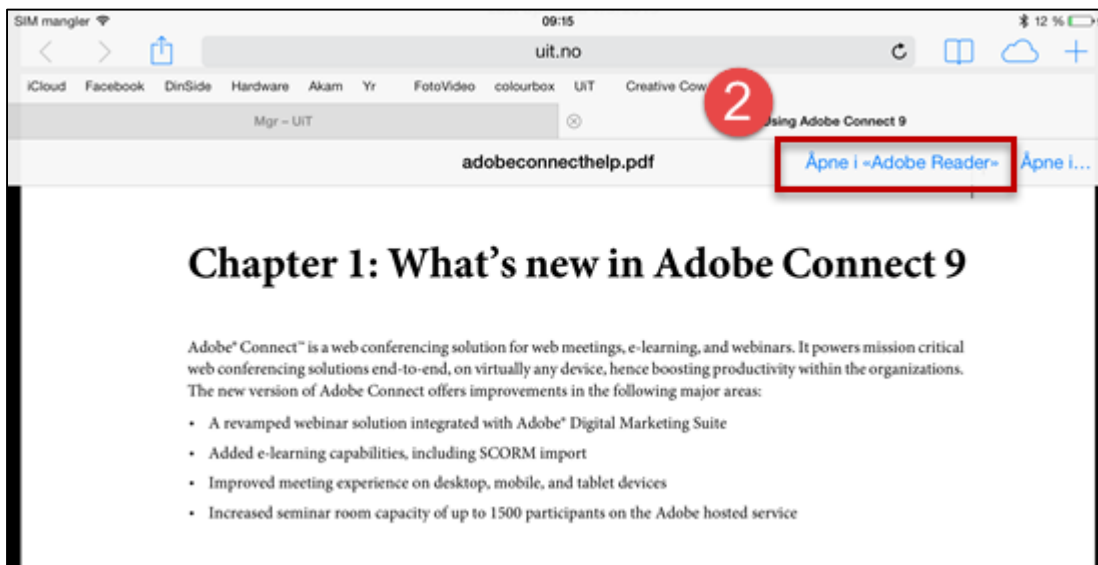 SIM mangler 09:15 12 %
uit.no
iCloud Facebook DinSide Hardware Akam Yr FotoVideo colourbox UiT Creative Cow
2
Mgr – UiT Using Adobe Connect 9
adobeconnecthelp.pdf Åpne i «Adobe Reader» Åpne i...
Chapter 1: What's new in Adobe Connect 9
Adobe® Connect™ is a web conferencing solution for web meetings, e-learning, and webinars. It powers mission critical
web conferencing solutions end-to-end, on virtually any device, hence boosting productivity within the organizations.
The new version of Adobe Connect offers improvements in the following major areas:
• A revamped webinar solution integrated with Adobe® Digital Marketing Suite
• Added e-learning capabilities, including SCORM import
• Improved meeting experience on desktop, mobile, and tablet devices
• Increased seminar room capacity of up to 1500 participants on the Adobe hosted service